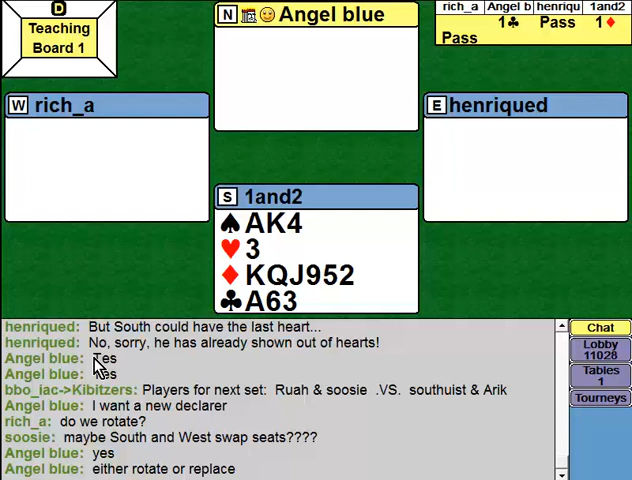 D
Teaching
Board 1
N Angel blue
rich_a Angel b henriqu 1and2
1♣ Pass 1♦
Pass
W rich_a
E henriqued
S 1and2
♠AK4
♥3
♦KQJ952
♣A63
henriqued: But South could have the last heart...
henriqued: No, sorry, he has already shown out of hearts!
Angel blue: Yes
Angel blue: Yes
bbo_iac->Kibitzers: Players for next set: Ruah & soosie .VS. southuist & Arik
Angel blue: I want a new declarer
rich_a: do we rotate?
soosie: maybe South and West swap seats????
Angel blue: yes
Angel blue: either rotate or replace
Chat
Lobby
11028
Tables
1
Tourneys